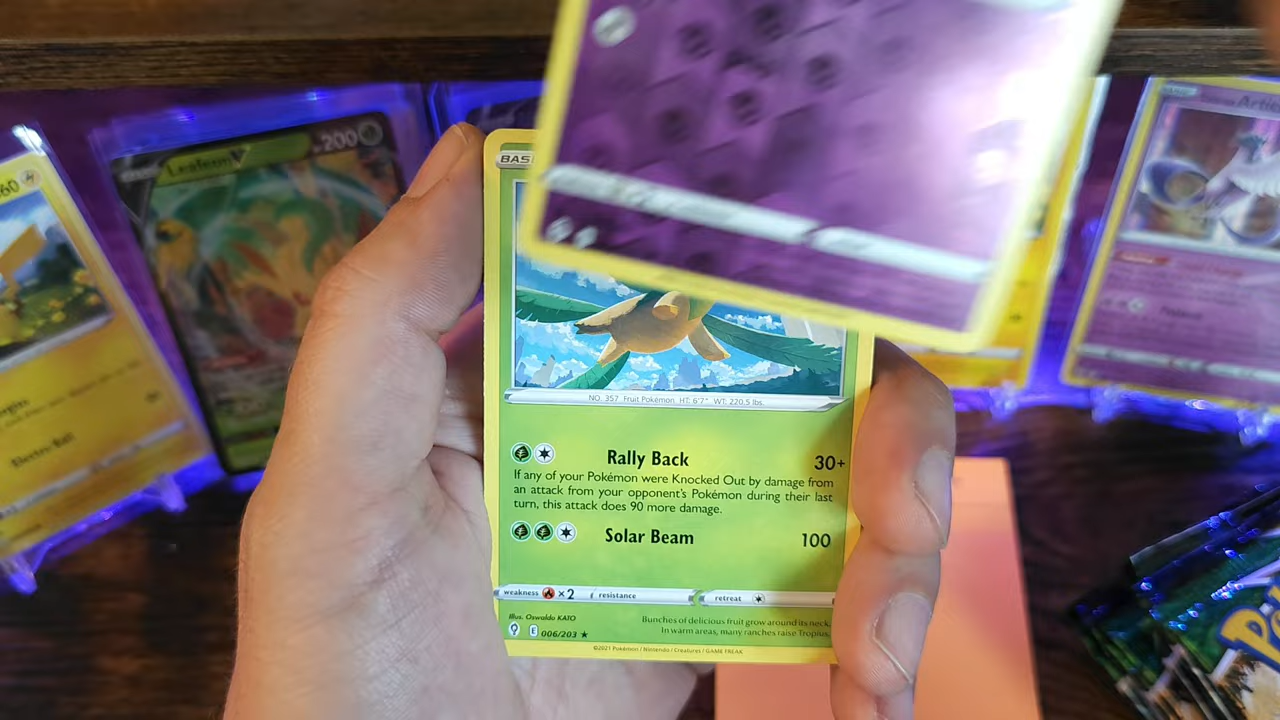 60
Leafeon V
200
BASI
Artic
NO. 357 Fruit Pokémon HT: 6'7" WT: 220.5 lbs.
Rally Back 30+
If any of your Pokémon were Knocked Out by damage from
an attack from your opponent's Pokémon during their last
turn, this attack does 90 more damage.
Solar Beam 100
weakness ×2 resistance retreat
Illus. Oswaldo KATO
E 006/203 ★
Bunches of delicious fruit grow around its neck.
In warm areas, many ranches raise Tropius.
©2021 Pokémon / Nintendo / Creatures / GAME FREAK
Electro Ball